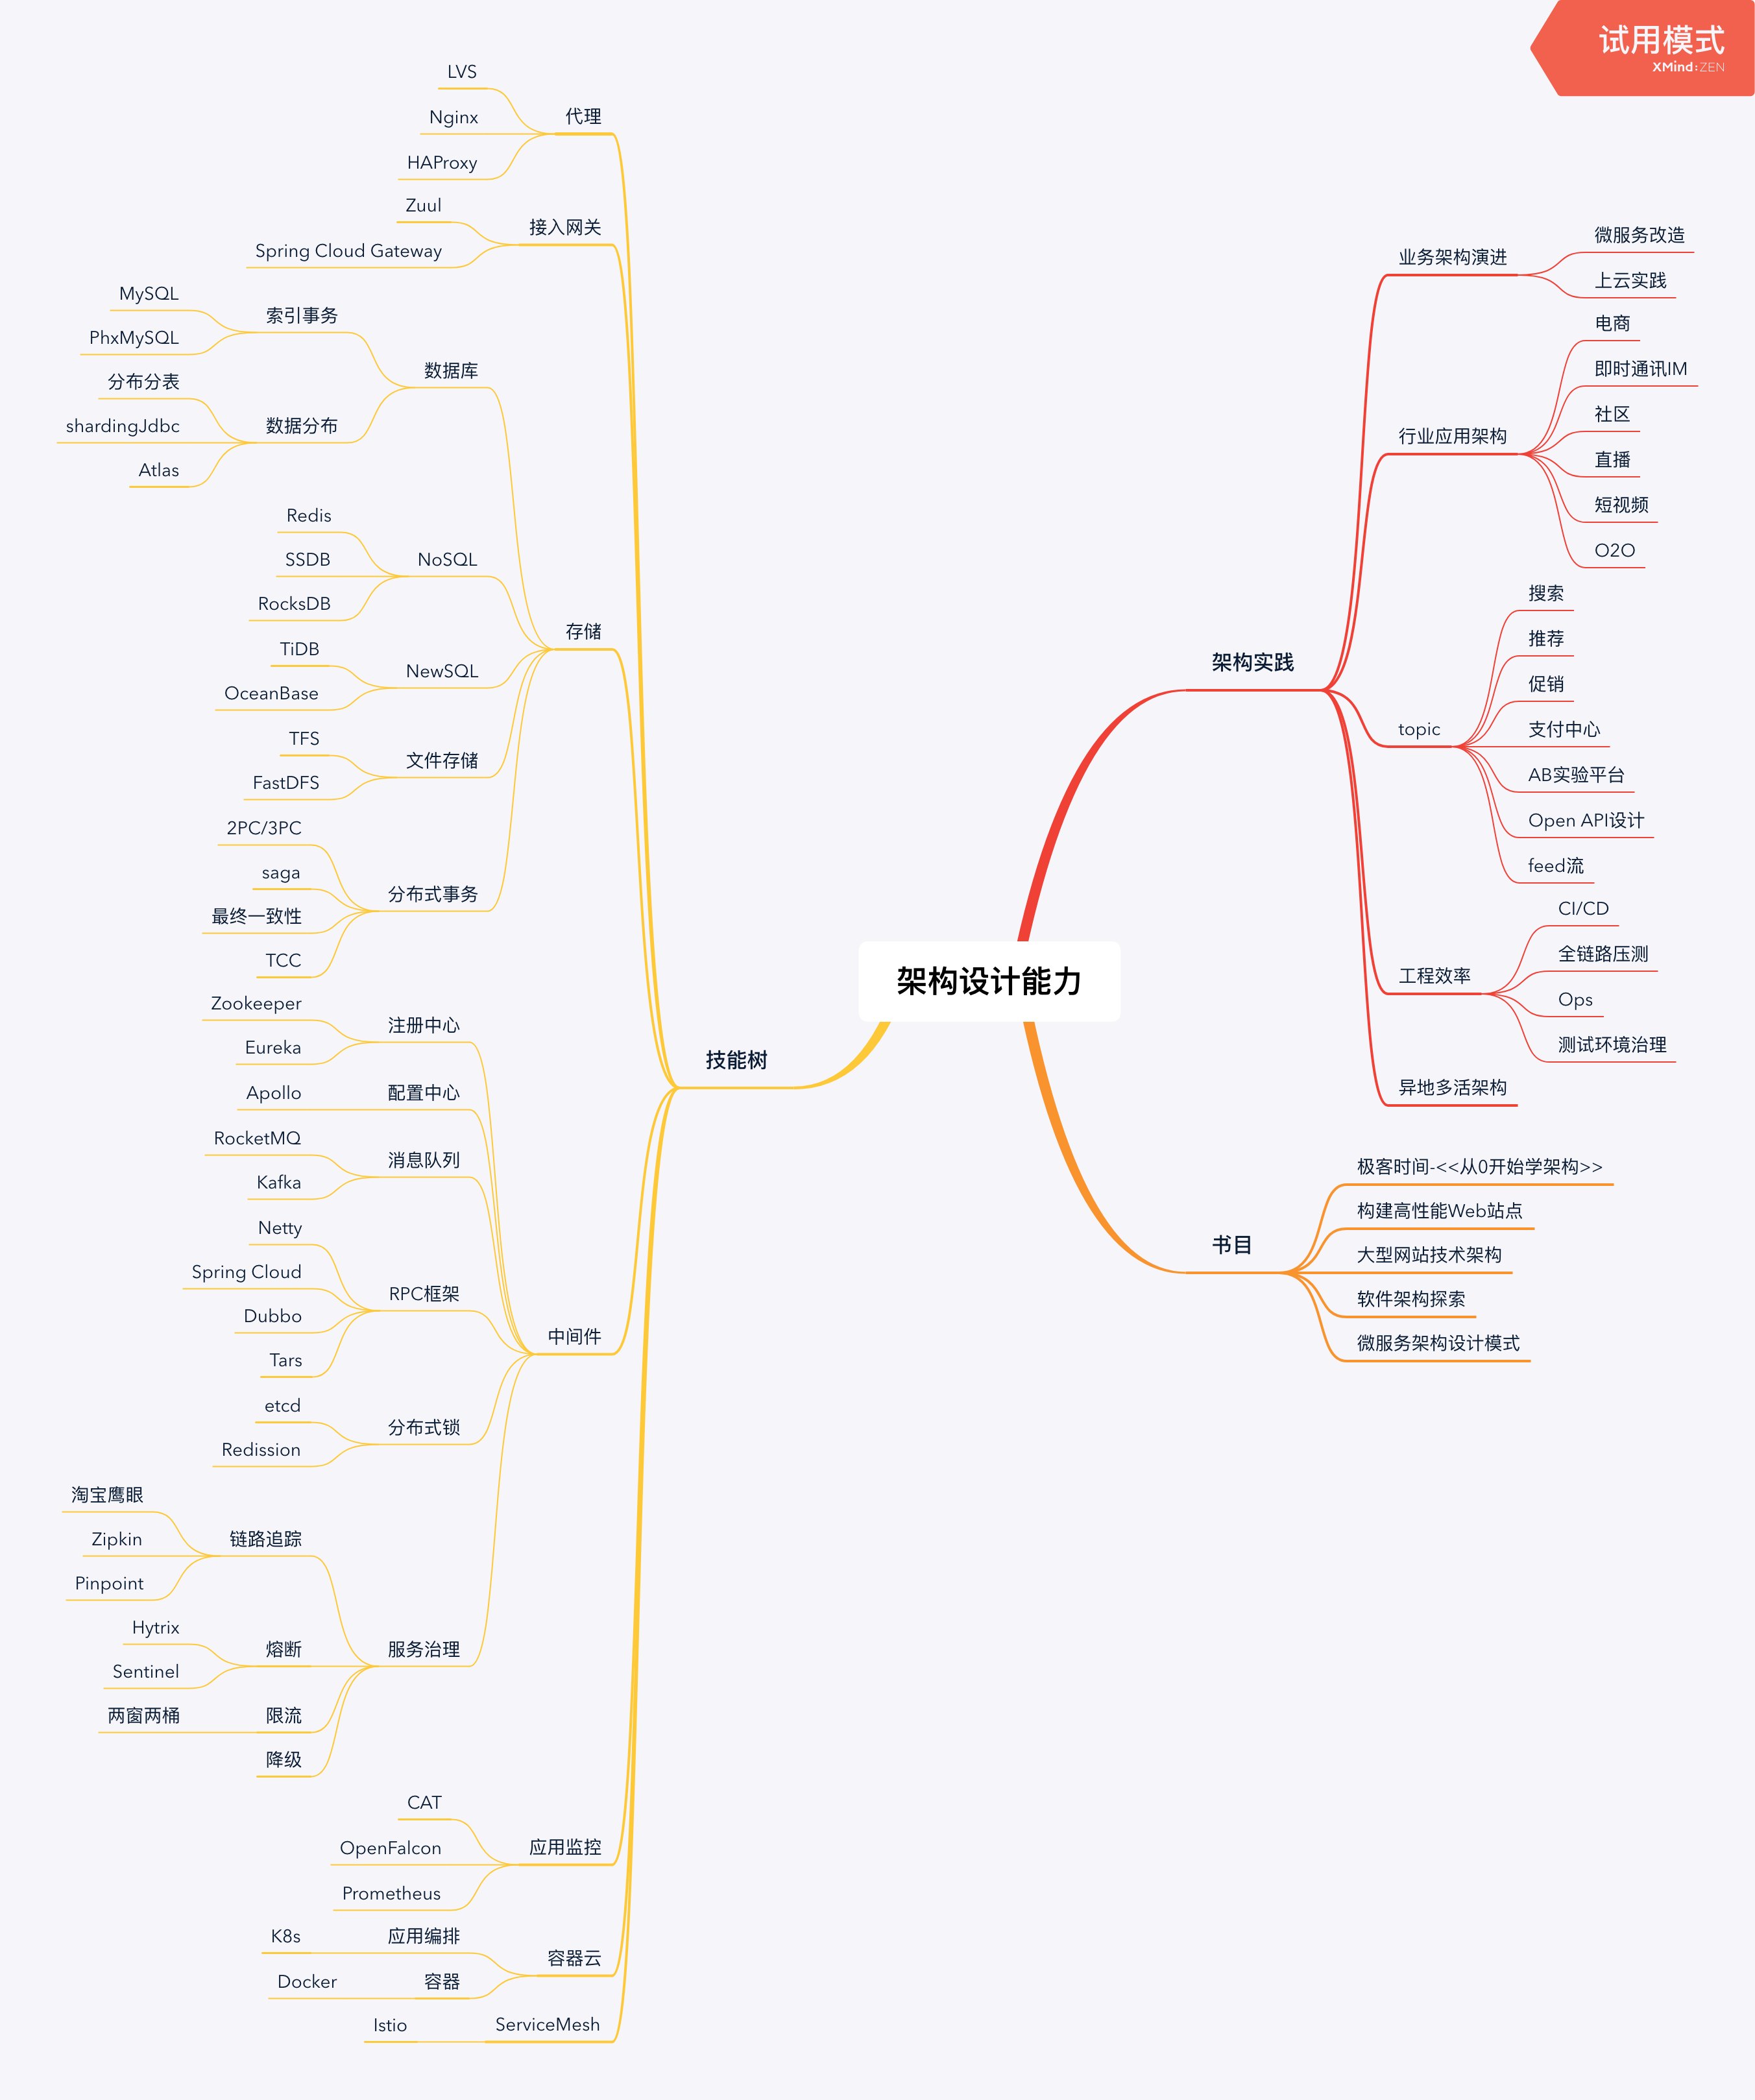 试用模式
XMind:ZEN
架构设计能力
架构实践
业务架构演进
微服务改造
上云实践
行业应用架构
电商
即时通讯IM
社区
直播
短视频
O2O
topic
搜索
推荐
促销
支付中心
AB实验平台
Open API设计
feed流
工程效率
CI/CD
全链路压测
Ops
测试环境治理
异地多活架构
书目
极客时间-<<从0开始学架构>>
构建高性能Web站点
大型网站技术架构
软件架构探索
微服务架构设计模式
技能树
代理
LVS
Nginx
HAProxy
接入网关
Zuul
Spring Cloud Gateway
存储
数据库
索引事务
MySQL
PhxMySQL
数据分布
分布分表
shardingJdbc
Atlas
NoSQL
Redis
SSDB
RocksDB
NewSQL
TiDB
OceanBase
文件存储
TFS
FastDFS
分布式事务
2PC/3PC
saga
最终一致性
TCC
中间件
注册中心
Zookeeper
Eureka
配置中心
Apollo
消息队列
RocketMQ
Kafka
RPC框架
Netty
Spring Cloud
Dubbo
Tars
分布式锁
etcd
Redission
服务治理
链路追踪
淘宝鹰眼
Zipkin
Pinpoint
熔断
Hytrix
Sentinel
限流
两窗两桶
降级
应用监控
CAT
OpenFalcon
Prometheus
容器云
应用编排
K8s
容器
Docker
ServiceMesh
Istio